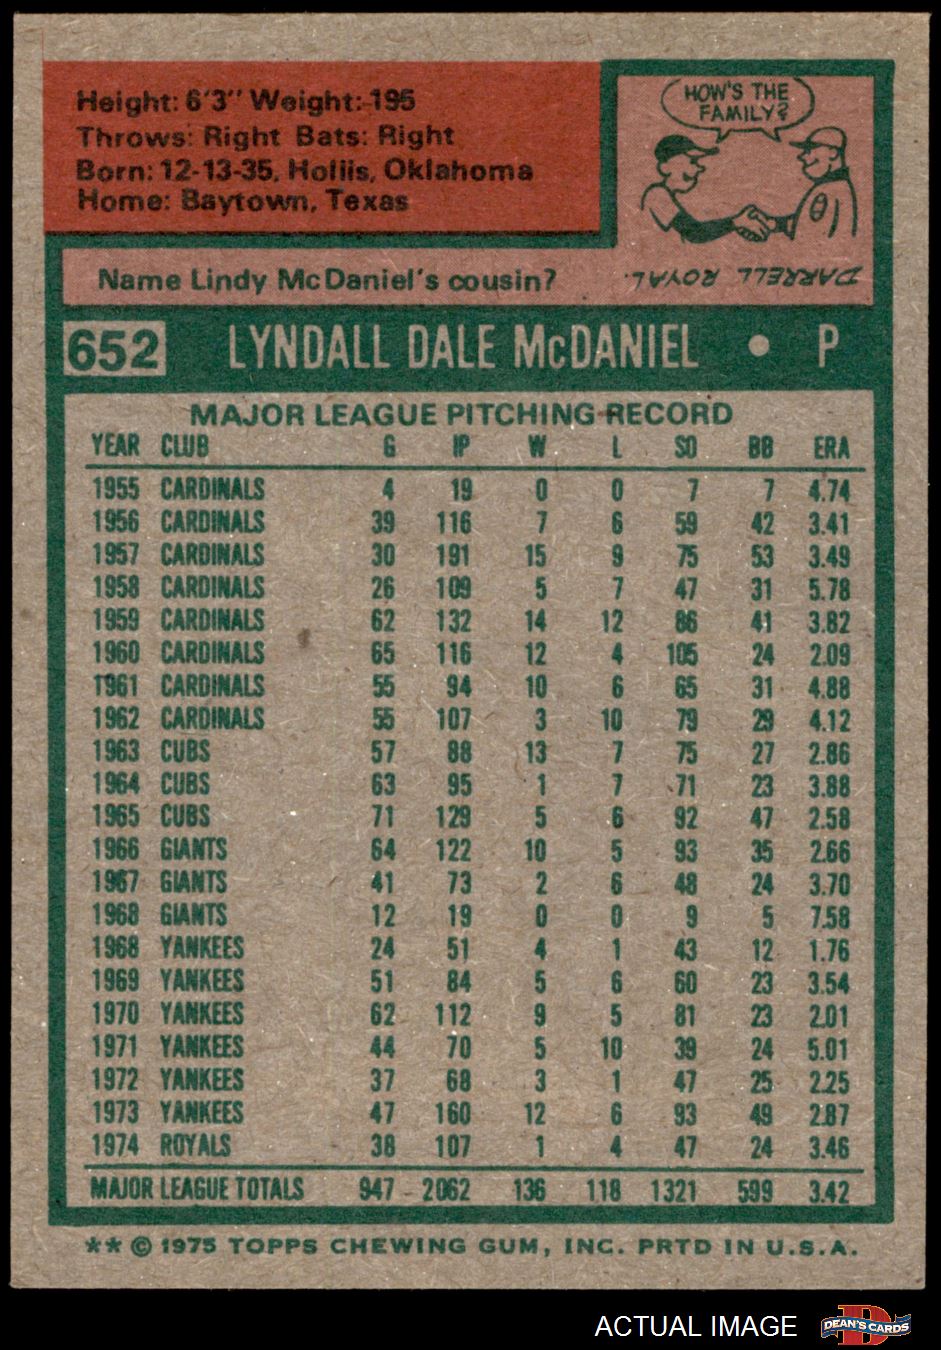 Height: 6'3" Weight: 195
Throws: Right Bats: Right
Born: 12-13-35, Hollis, Oklahoma
Home: Baytown, Texas
HOW'S THE
FAMILY?
Name Lindy McDaniel's cousin?
DARRELL ROYAL.
652 LYNDALL DALE McDANIEL • P
MAJOR LEAGUE PITCHING RECORD
YEAR CLUB G IP W L SO BB ERA
1955 CARDINALS 4 19 0 0 7 7 4.74
1956 CARDINALS 39 116 7 6 59 42 3.41
1957 CARDINALS 30 191 15 9 75 53 3.49
1958 CARDINALS 26 109 5 7 47 31 5.78
1959 CARDINALS 62 132 14 12 86 41 3.82
1960 CARDINALS 65 116 12 4 105 24 2.09
1961 CARDINALS 55 94 10 6 65 31 4.88
1962 CARDINALS 55 107 3 10 79 29 4.12
1963 CUBS 57 88 13 7 75 27 2.86
1964 CUBS 63 95 1 7 71 23 3.88
1965 CUBS 71 129 5 6 92 47 2.58
1966 GIANTS 64 122 10 5 93 35 2.66
1967 GIANTS 41 73 2 6 48 24 3.70
1968 GIANTS 12 19 0 0 9 5 7.58
1968 YANKEES 24 51 4 1 43 12 1.76
1969 YANKEES 51 84 5 6 60 23 3.54
1970 YANKEES 62 112 9 5 81 23 2.01
1971 YANKEES 44 70 5 10 39 24 5.01
1972 YANKEES 37 68 3 1 47 25 2.25
1973 YANKEES 47 160 12 6 93 49 2.87
1974 ROYALS 38 107 1 4 47 24 3.46
MAJOR LEAGUE TOTALS 947 2062 136 118 1321 599 3.42
** © 1975 TOPPS CHEWING GUM, INC. PRTD IN U.S.A.
ACTUAL IMAGE
D
DEAN'S CARDS